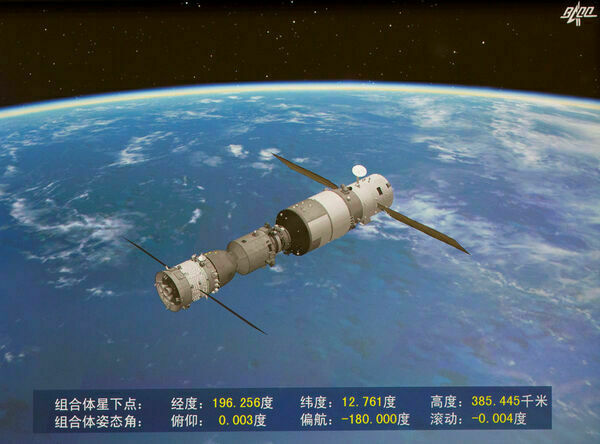 组合体星下点： 经度：196.256度 纬度：12.761度 高度：385.445千米
组合体姿态角： 俯仰： 0.003度 偏航：-180.000度 滚动：-0.004度